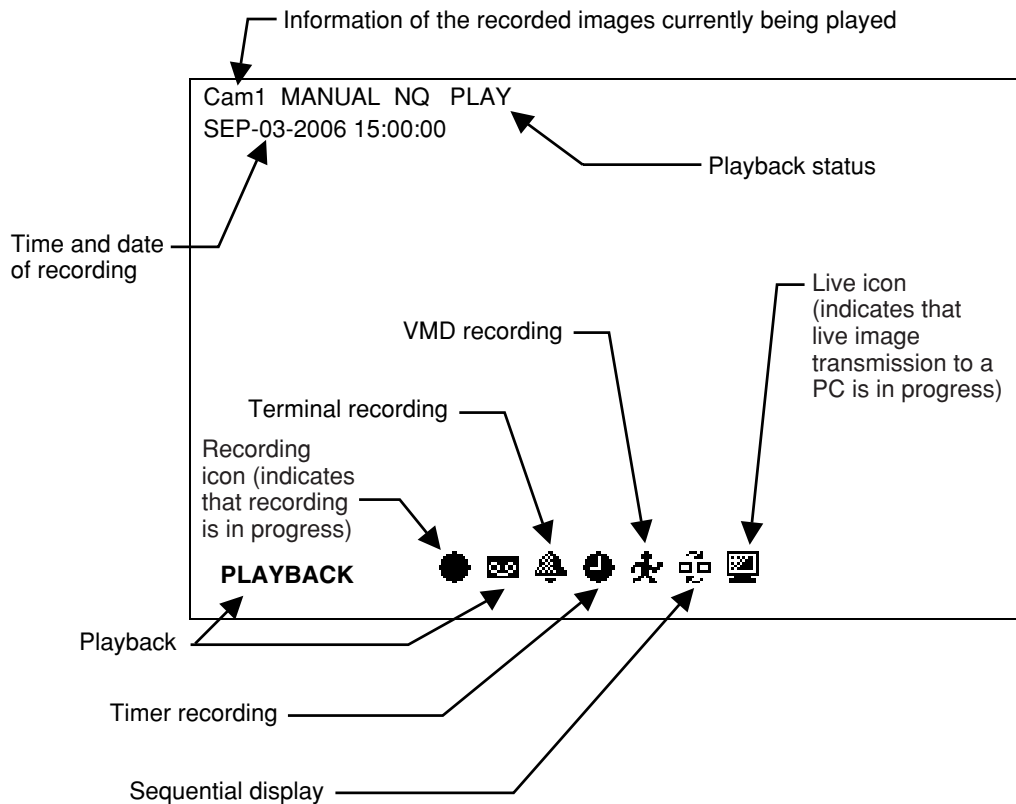 Information of the recorded images currently being played
Cam1 MANUAL NQ PLAY
SEP-03-2006 15:00:00
Playback status
Time and date
of recording
Live icon
(indicates that
live image
transmission to a
PC is in progress)
VMD recording
Terminal recording
Recording
icon (indicates
that recording
is in progress)
PLAYBACK
Playback
Timer recording
Sequential display